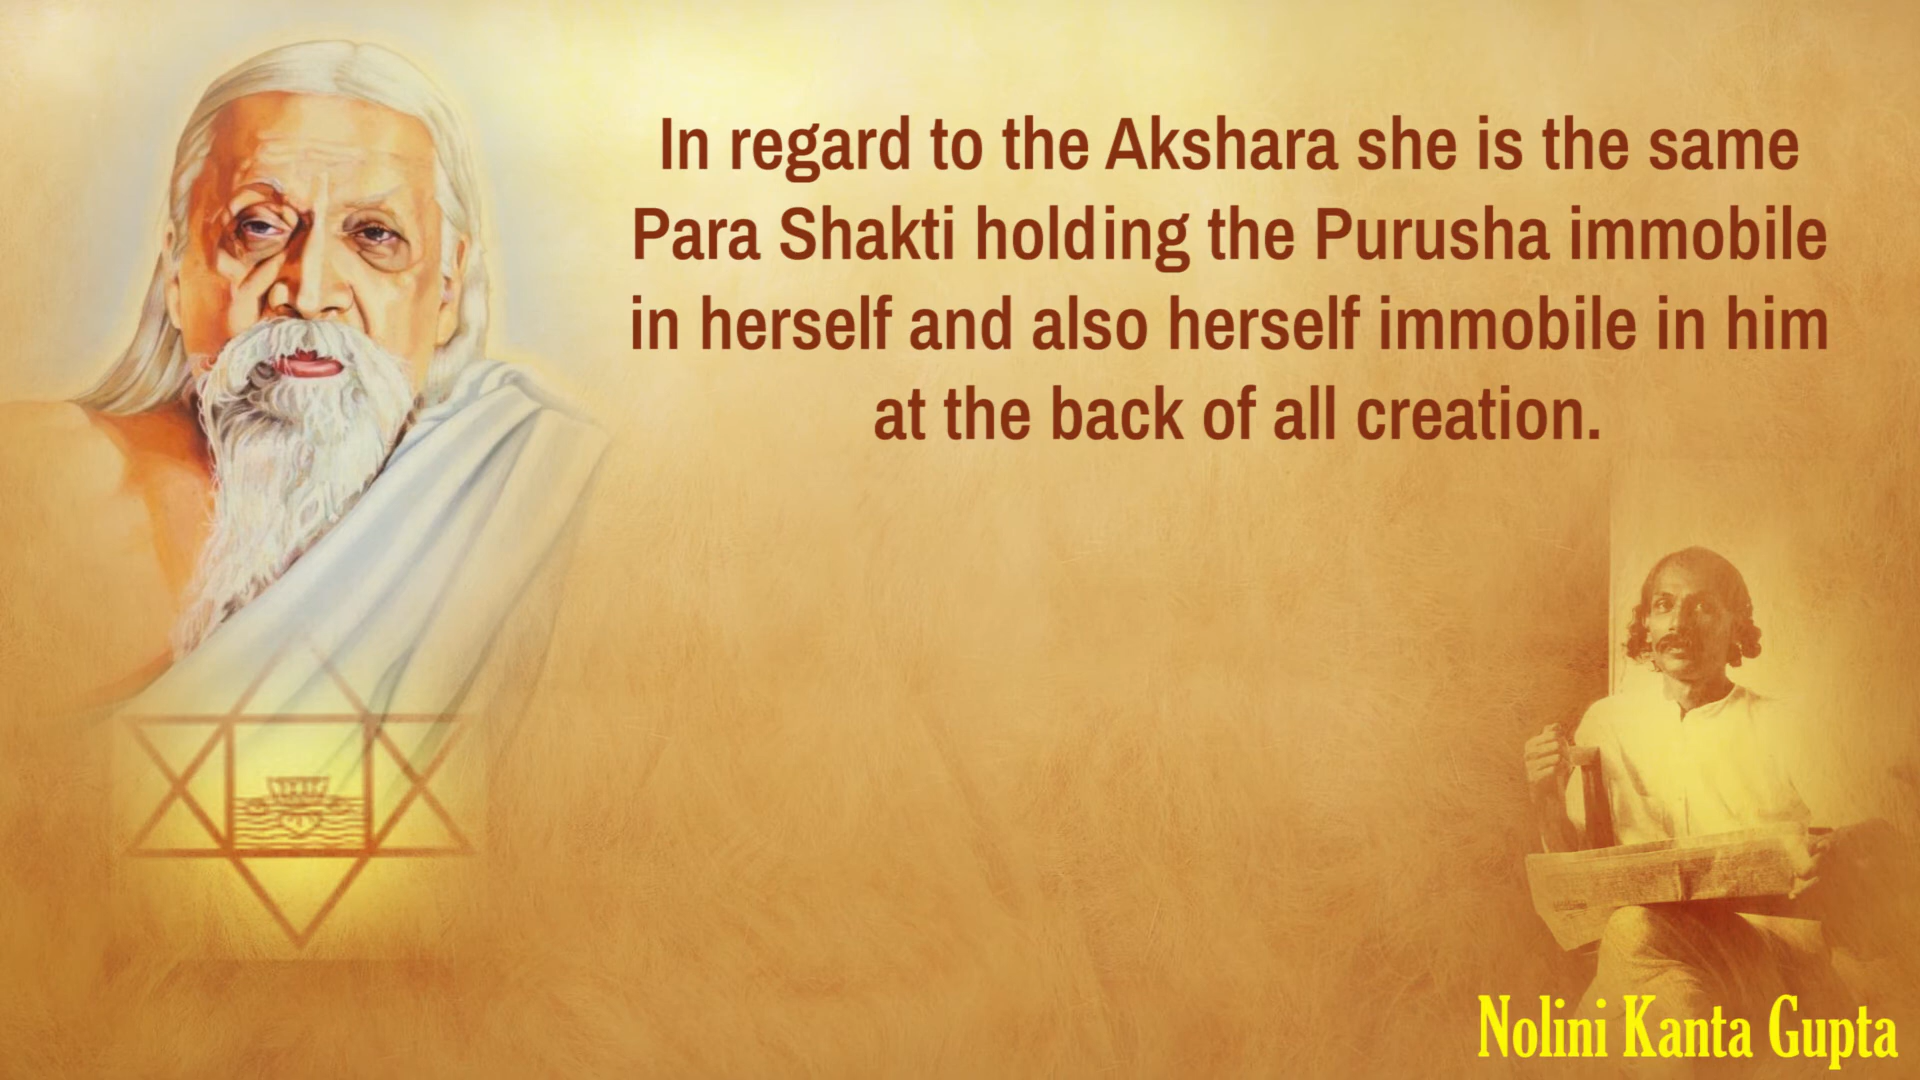 In regard to the Akshara she is the same
Para Shakti holding the Purusha immobile
in herself and also herself immobile in him
at the back of all creation.
Nolini Kanta Gupta